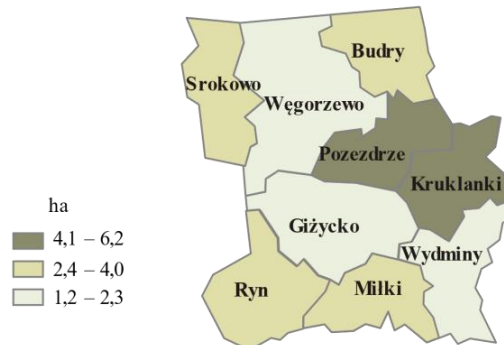 Budry
Srokowo
Węgorzewo
Pozezdrze
Kruklanki
ha
4,1 – 6,2
2,4 – 4,0
1,2 – 2,3
Giżycko
Wydminy
Ryn
Miłki